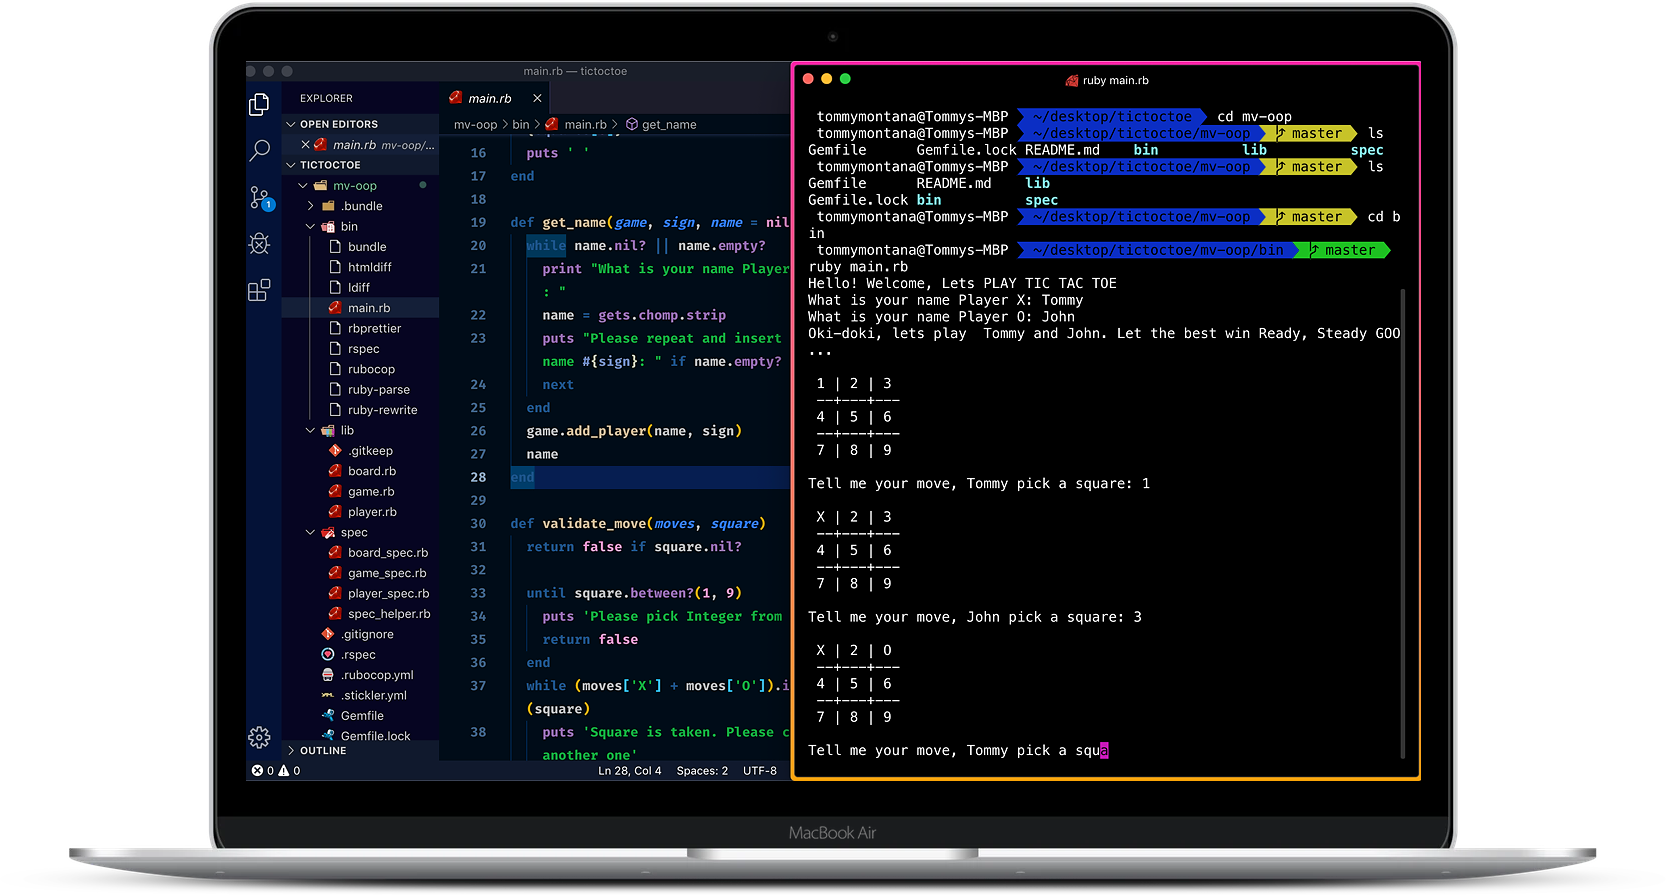 main.rb — tictoctoe
EXPLORER
OPEN EDITORS
main.rb mv-oop/...
TICTOCTOE
mv-oop
.bundle
bin
bundle
htmldiff
ldiff
main.rb
rbprettier
rspec
rubocop
ruby-parse
ruby-rewrite
lib
.gitkeep
board.rb
game.rb
player.rb
spec
board_spec.rb
game_spec.rb
player_spec.rb
spec_helper.rb
.gitignore
.rspec
.rubocop.yml
.stickler.yml
Gemfile
Gemfile.lock
OUTLINE
1
0 0
main.rb
mv-oop > bin > main.rb > get_name
16 puts ' '
17 end
18
19 def get_name(game, sign, name = nil
20 while name.nil? || name.empty?
21 print "What is your name Player
: "
22 name = gets.chomp.strip
23 puts "Please repeat and insert
name #{sign}: " if name.empty?
24 next
25 end
26 game.add_player(name, sign)
27 name
28 end
29
30 def validate_move(moves, square)
31 return false if square.nil?
32
33 until square.between?(1, 9)
34 puts 'Please pick Integer from
35 return false
36 end
37 while (moves['X'] + moves['O']).i
(square)
38 puts 'Square is taken. Please c
another one'
Ln 28, Col 4 Spaces: 2 UTF-8
ruby main.rb
tommymontana@Tommys-MBP ~/desktop/tictoctoe cd mv-oop
tommymontana@Tommys-MBP ~/desktop/tictoctoe/mv-oop master ls
Gemfile Gemfile.lock README.md bin lib spec
tommymontana@Tommys-MBP ~/desktop/tictoctoe/mv-oop master ls
Gemfile README.md lib
Gemfile.lock bin spec
tommymontana@Tommys-MBP ~/desktop/tictoctoe/mv-oop master cd b
in
tommymontana@Tommys-MBP ~/desktop/tictoctoe/mv-oop/bin master
ruby main.rb
Hello! Welcome, Lets PLAY TIC TAC TOE
What is your name Player X: Tommy
What is your name Player O: John
Oki-doki, lets play  Tommy and John. Let the best win Ready, Steady GOO
...
1 | 2 | 3
--+---+---
4 | 5 | 6
--+---+---
7 | 8 | 9
Tell me your move, Tommy pick a square: 1
X | 2 | 3
--+---+---
4 | 5 | 6
--+---+---
7 | 8 | 9
Tell me your move, John pick a square: 3
X | 2 | O
--+---+---
4 | 5 | 6
--+---+---
7 | 8 | 9
Tell me your move, Tommy pick a squa
MacBook Air